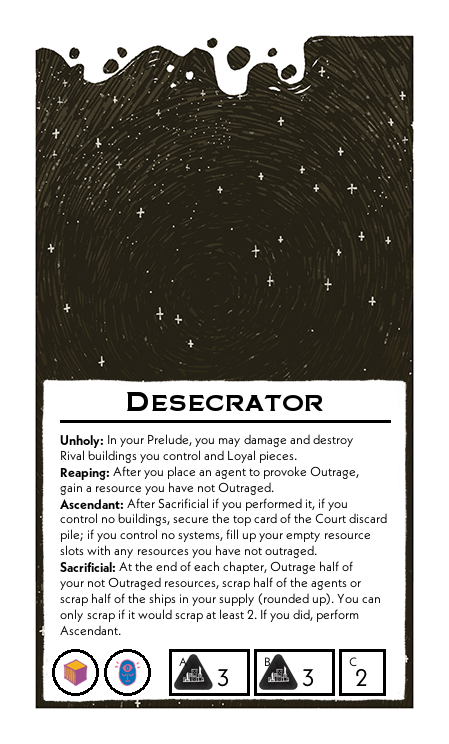 DESECRATOR
Unholy: In your Prelude, you may damage and destroy
Rival buildings you control and Loyal pieces.
Reaping: After you place an agent to provoke Outrage,
gain a resource you have not Outraged.
Ascendant: After Sacrificial if you performed it, if you
control no buildings, secure the top card of the Court discard
pile; if you control no systems, fill up your empty resource
slots with any resources you have not outraged.
Sacrificial: At the end of each chapter, Outrage half of
your not Outraged resources, scrap half of the agents or
scrap half of the ships in your supply (rounded up). You can
only scrap if it would scrap at least 2. If you did, perform
Ascendant.
A 3 B 3 C 2